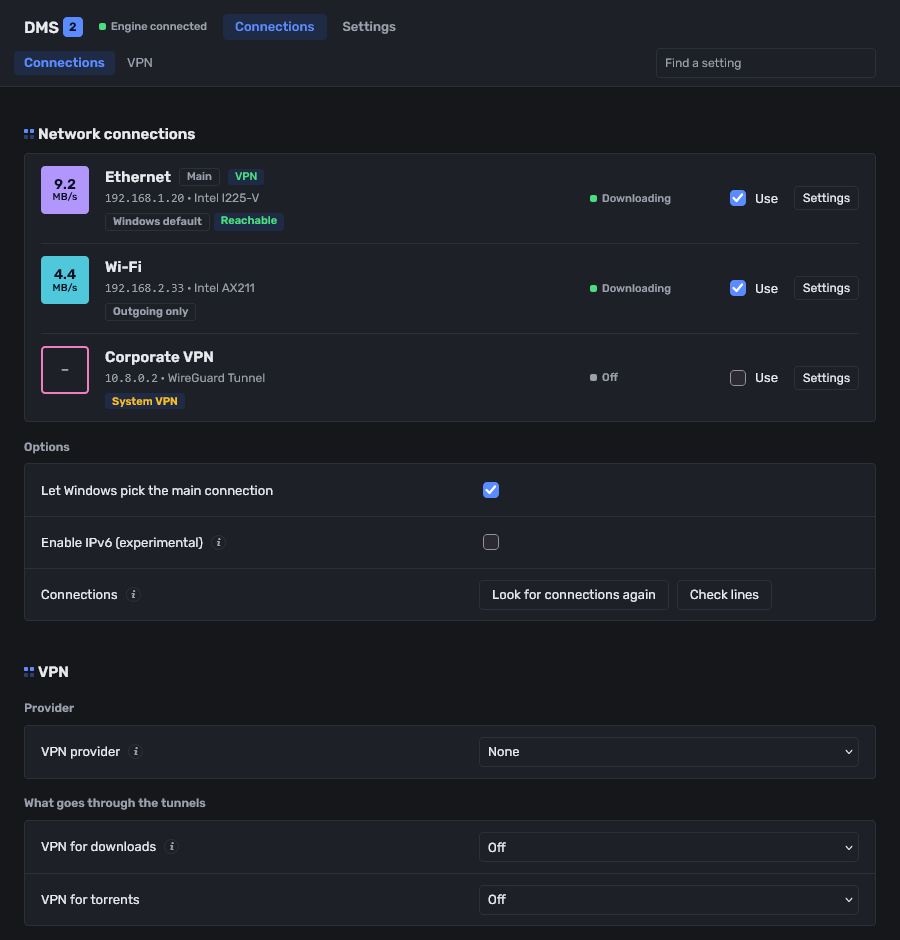 DMS 2 Engine connected Connections Settings
Connections VPN Find a setting
Network connections
9.2 MB/s
Ethernet Main VPN
192.168.1.20 • Intel I225-V
Windows default Reachable
Downloading Use Settings
4.4 MB/s
Wi-Fi
192.168.2.33 • Intel AX211
Outgoing only
Downloading Use Settings
–
Corporate VPN
10.8.0.2 • WireGuard Tunnel
System VPN
Off Use Settings
Options
Let Windows pick the main connection
Enable IPv6 (experimental) i
Connections i Look for connections again Check lines
VPN
Provider
VPN provider i None
What goes through the tunnels
VPN for downloads i Off
VPN for torrents Off